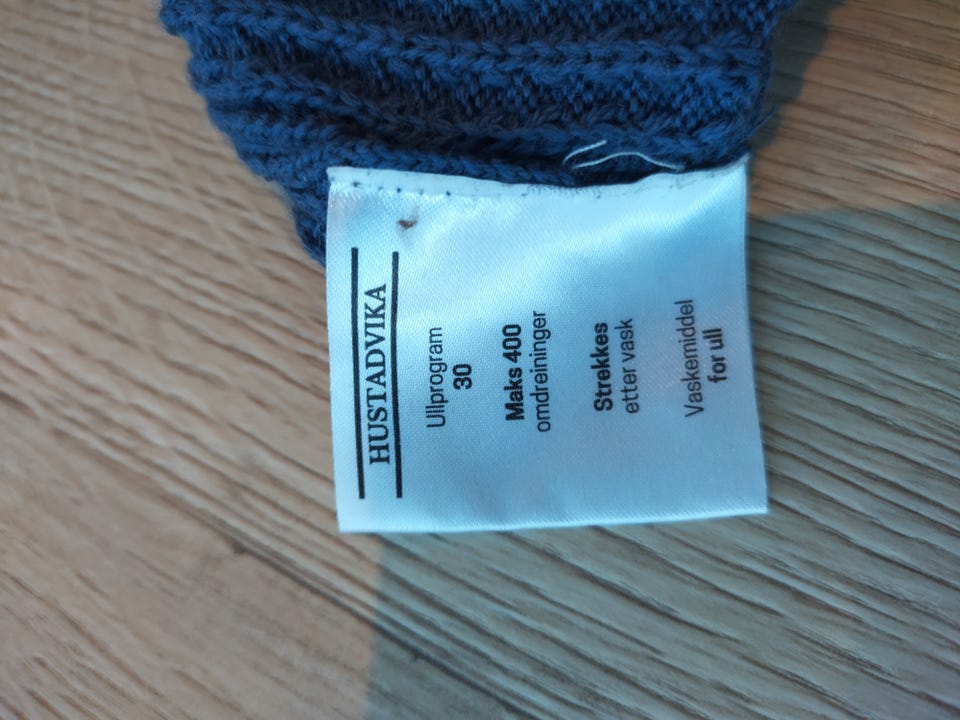 HUSTADVIKA
Ullprogram
30
Maks 400
omdreininger
Strekkes
etter vask
Vaskemiddel
for ull